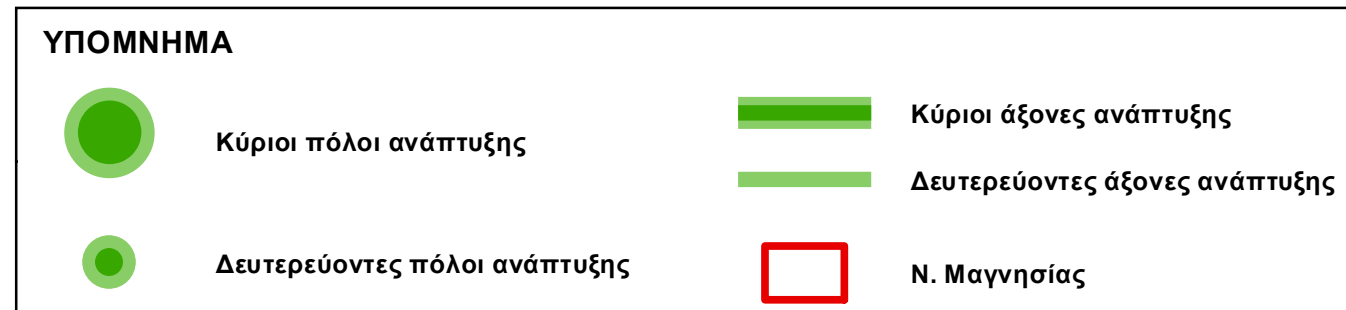 ΥΠΟΜΝΗΜΑ
Κύριοι πόλοι ανάπτυξης
Δευτερεύοντες πόλοι ανάπτυξης
Κύριοι άξονες ανάπτυξης
Δευτερεύοντες άξονες ανάπτυξης
Ν. Μαγνησίας